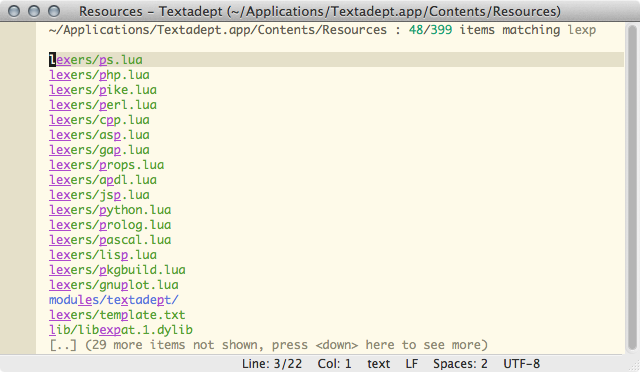 Resources - Textadept (~/Applications/Textadept.app/Contents/Resources)
~/Applications/Textadept.app/Contents/Resources : 48/399 items matching lexp
lexers/ps.lua
lexers/php.lua
lexers/pike.lua
lexers/perl.lua
lexers/cpp.lua
lexers/asp.lua
lexers/gap.lua
lexers/props.lua
lexers/apdl.lua
lexers/jsp.lua
lexers/python.lua
lexers/prolog.lua
lexers/pascal.lua
lexers/lisp.lua
lexers/pkgbuild.lua
lexers/gnuplot.lua
modules/textadept/
lexers/template.txt
lib/libexpat.1.dylib
[..] (29 more items not shown, press <down> here to see more)
Line: 3/22 Col: 1 text LF Spaces: 2 UTF-8